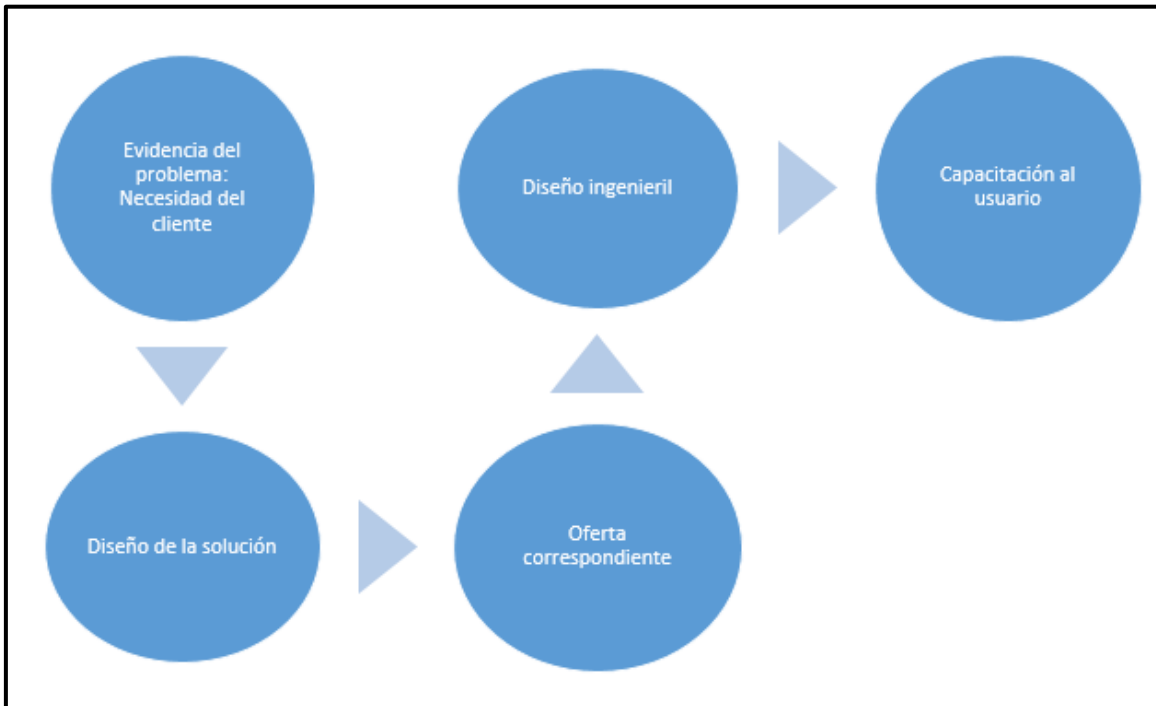 Evidencia del
problema:
Necesidad del
cliente
Diseño de la solución
Oferta
correspondiente
Diseño ingenieril
Capacitación al
usuario